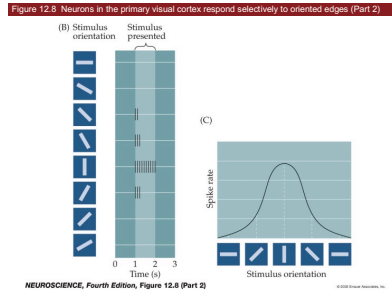 Figure 12.8 Neurons in the primary visual cortex respond selectively to oriented edges (Part 2)
(B) Stimulus orientation
Stimulus presented
0 1 2 3
Time (s)
(C)
Spike rate
Stimulus orientation
NEUROSCIENCE, Fourth Edition, Figure 12.8 (Part 2)